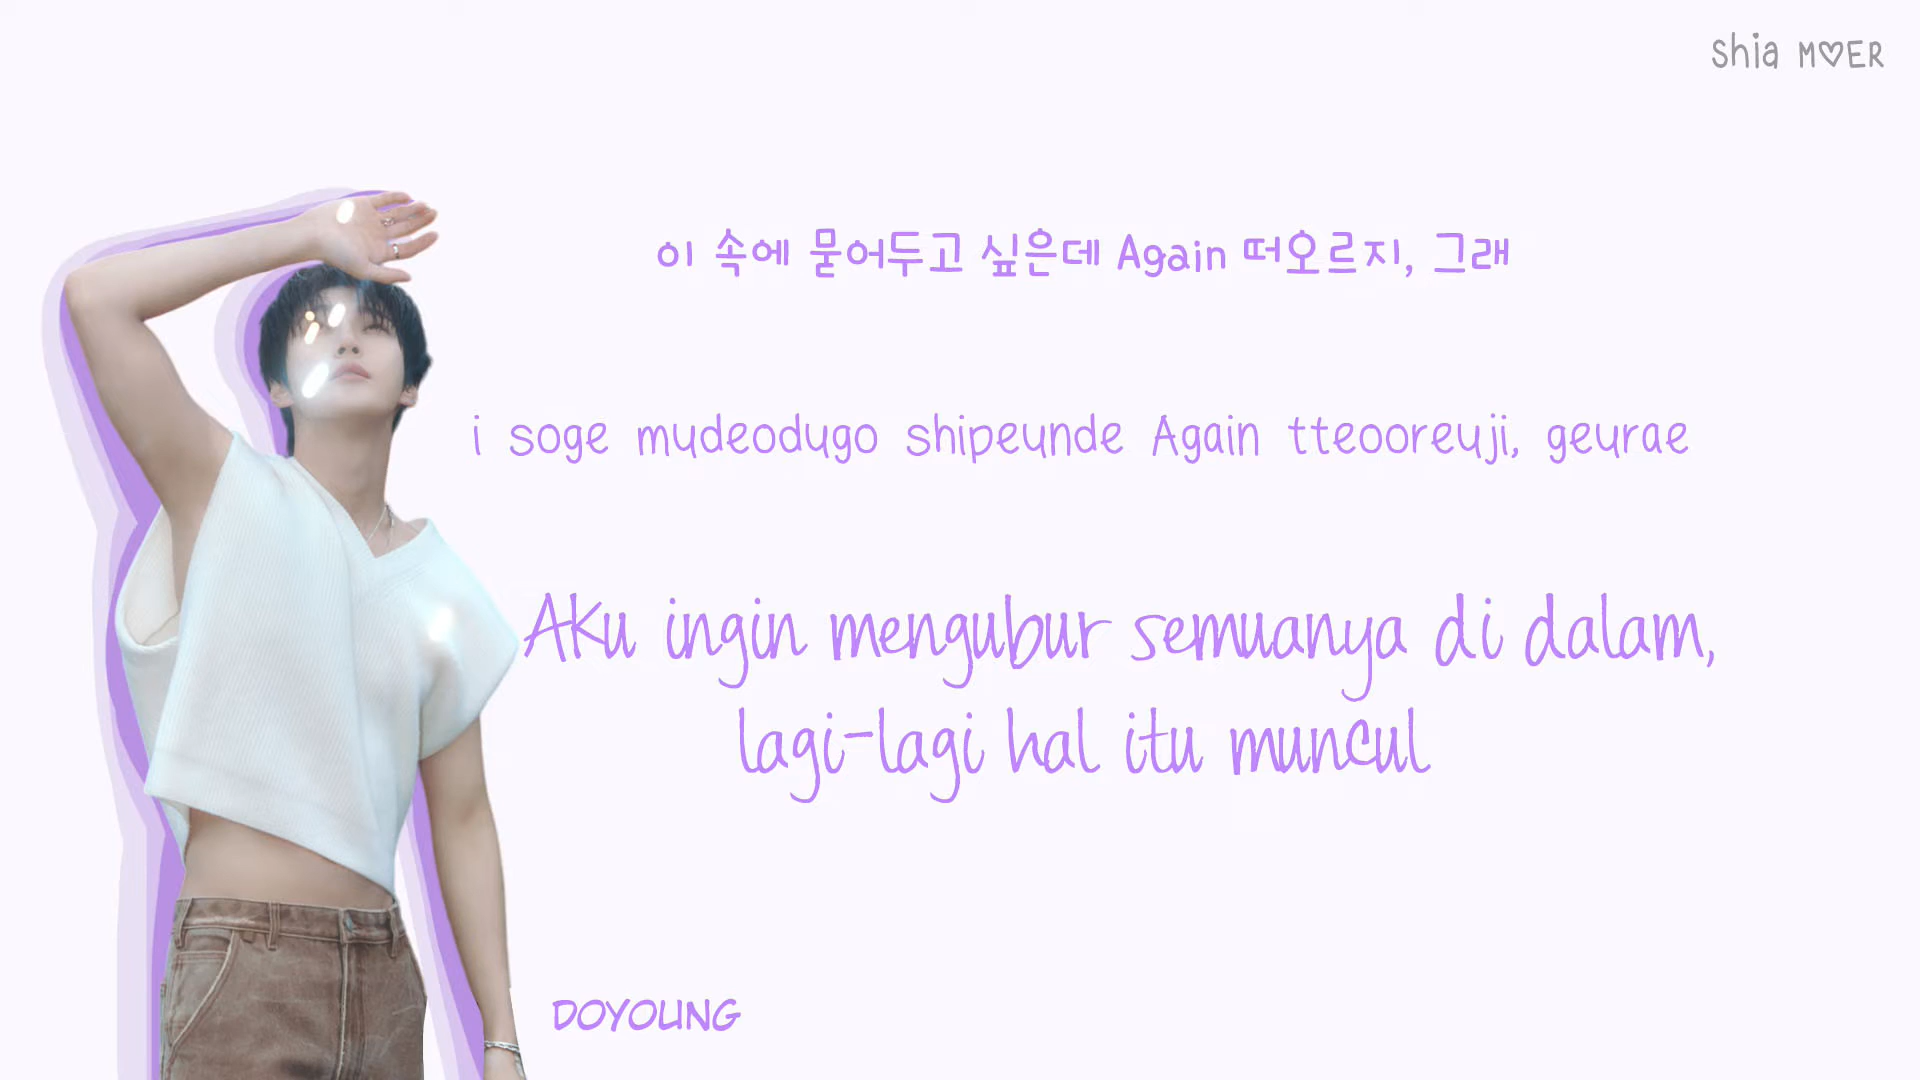 Shia M♡ER
이 속에 묻어두고 싶은데 Again 떠오르지, 그래
i soge mudeodugo shipeunde Again tteooreuji, geurae
Aku ingin mengubur semuanya di dalam,
lagi-lagi hal itu muncul
DOYOUNG